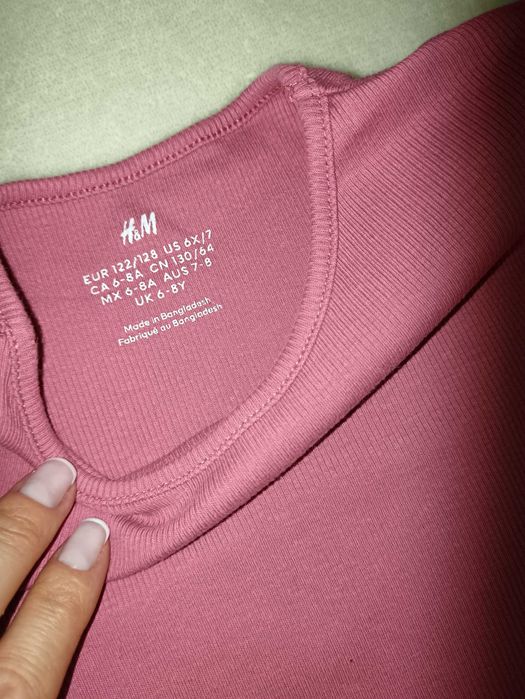 H&M
EUR 122/128 US 6X/7
CA 6-8A CN 130/64
MX 6-8A AUS 7-8
UK 6-8Y
Made in Bangladesh
Fabriqué au Bangladesh